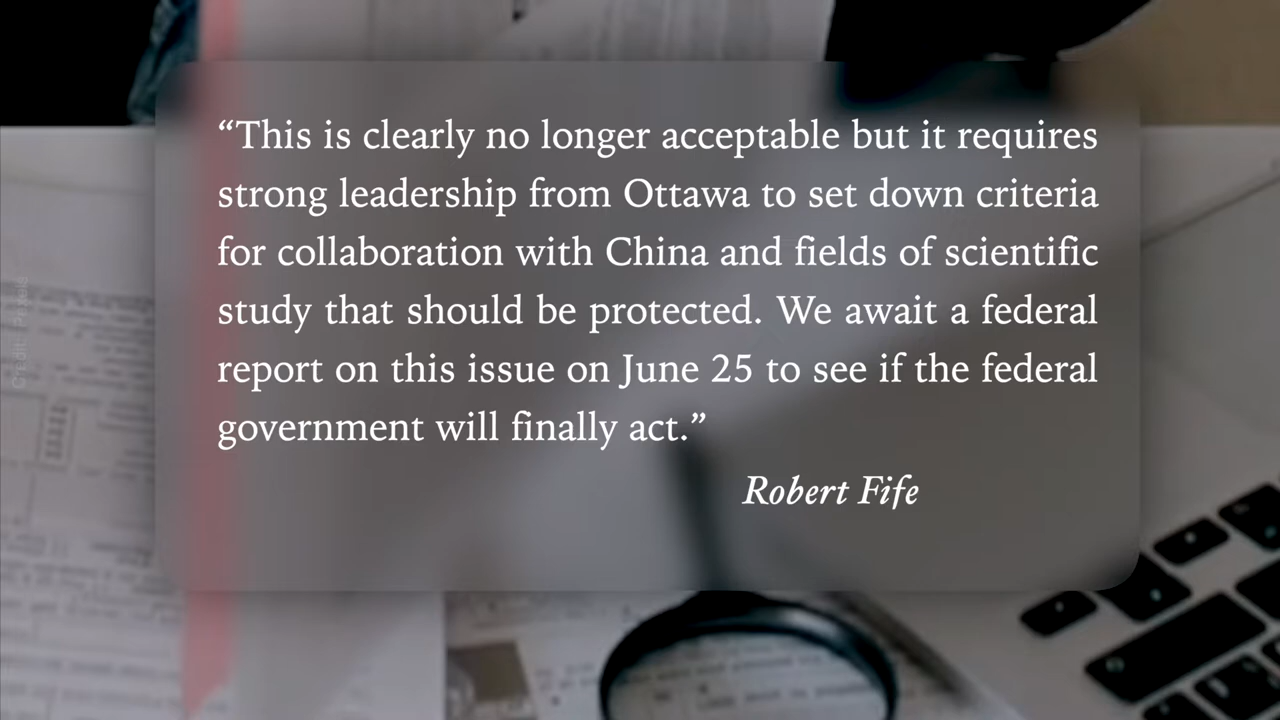 “This is clearly no longer acceptable but it requires
strong leadership from Ottawa to set down criteria
for collaboration with China and fields of scientific
study that should be protected. We await a federal
report on this issue on June 25 to see if the federal
government will finally act.”
Robert Fife